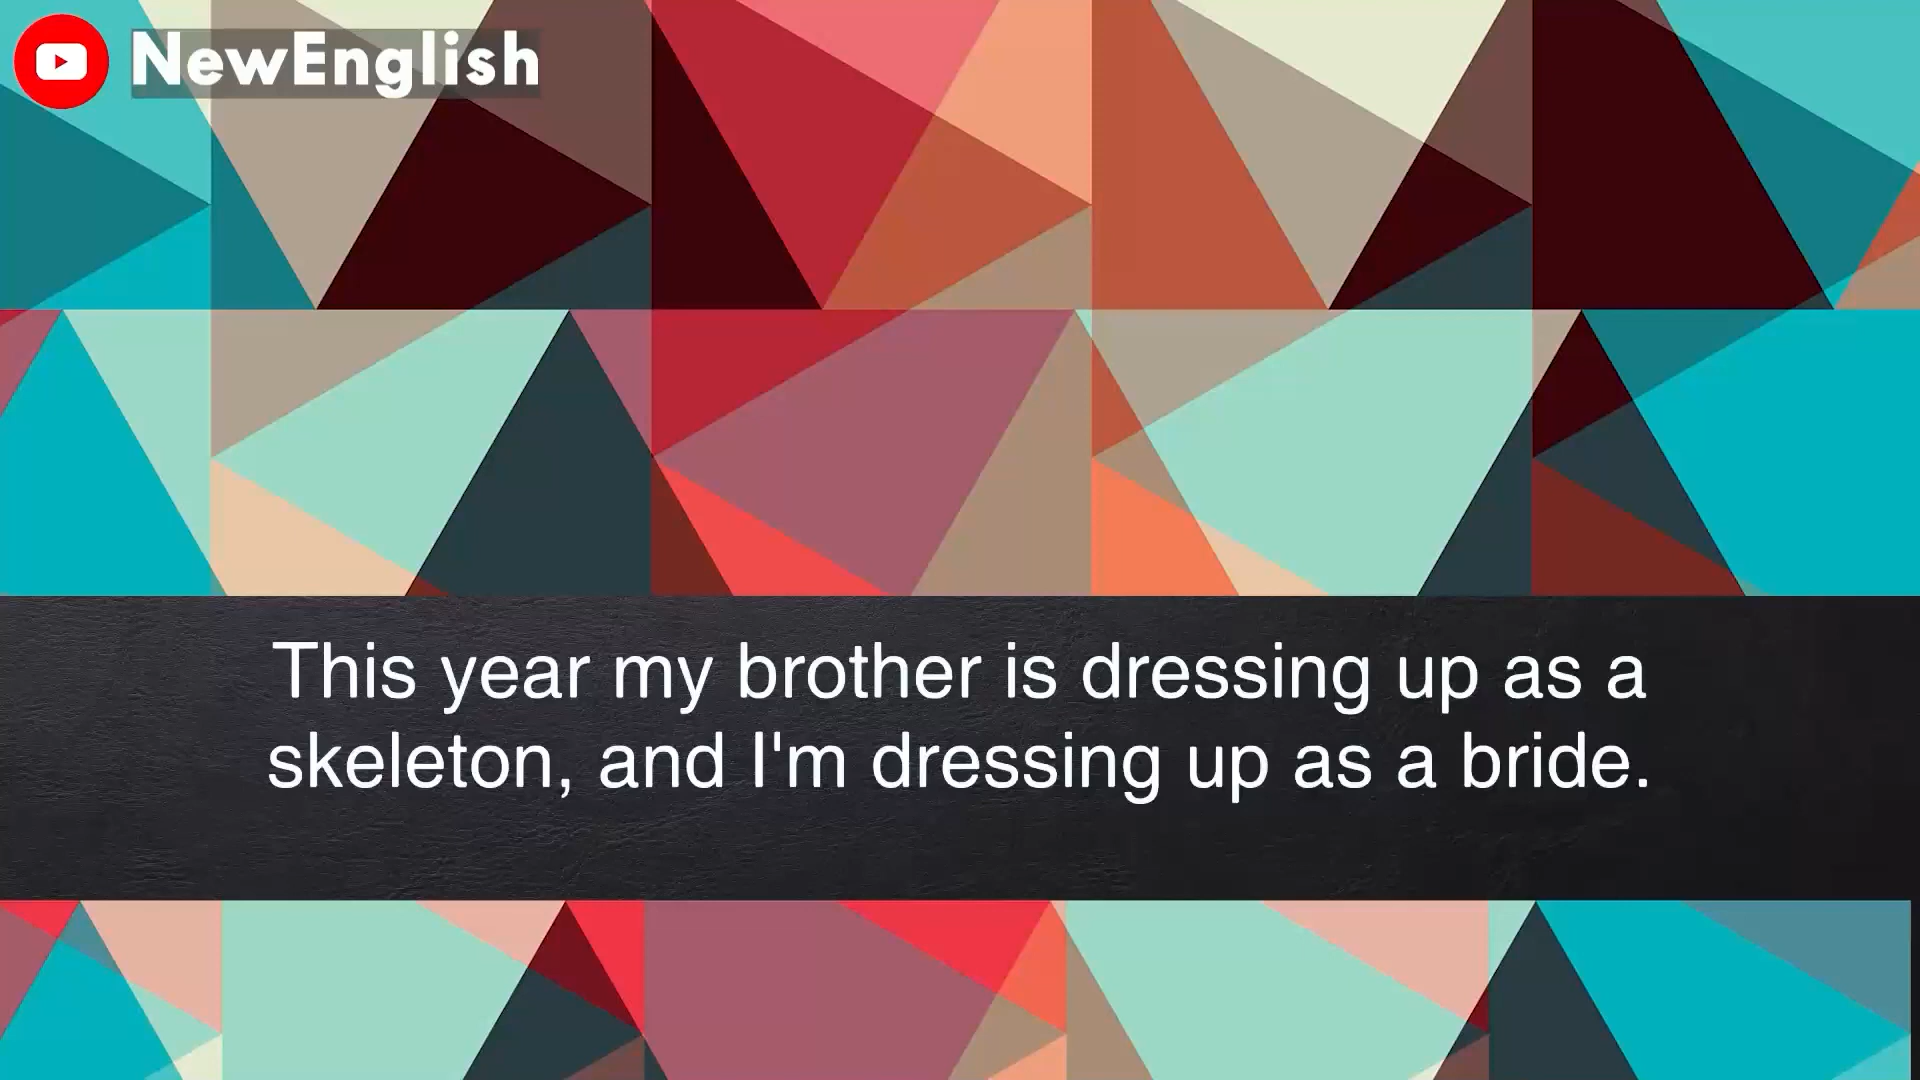 NewEnglish
This year my brother is dressing up as a
skeleton, and I'm dressing up as a bride.